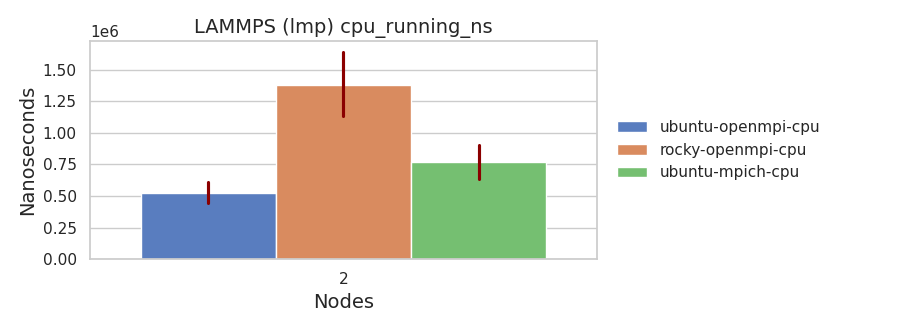 LAMMPS (lmp) cpu_running_ns
1e6
1.50
1.25
1.00
0.75
0.50
0.25
0.00
Nanoseconds
2
Nodes
ubuntu-openmpi-cpu
rocky-openmpi-cpu
ubuntu-mpich-cpu